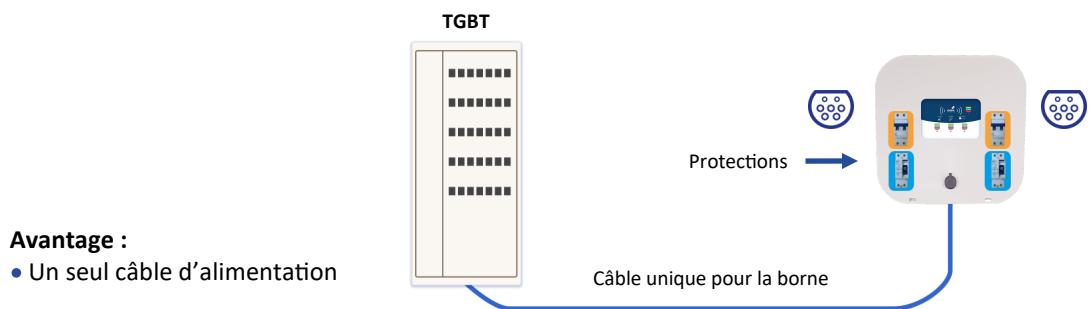 TGBT
Protections
Avantage :
• Un seul câble d'alimentation
Câble unique pour la borne